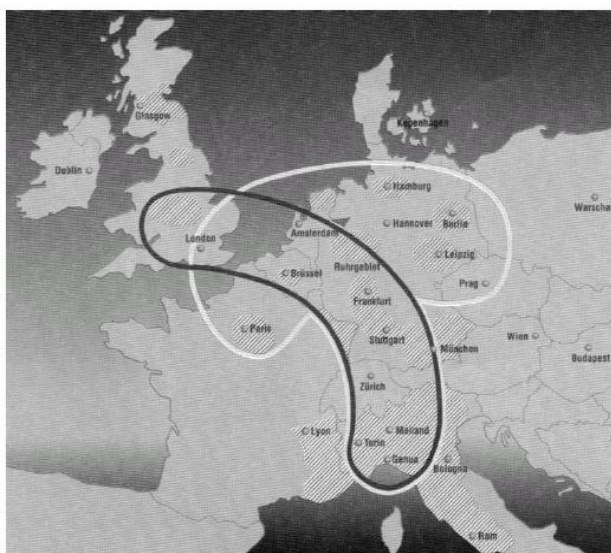 Glasgow
Kopenhagen
Dublin
Hamburg
Warscha
Amsterdam
Hannover
Berlin
London
Ruhrgebiet
Leipzig
Brüssel
Prag
Frankfurt
Paris
Stuttgart
München
Wien
Budapest
Zürich
Lyon
Mailand
Turin
Genua
Bologna
Rom